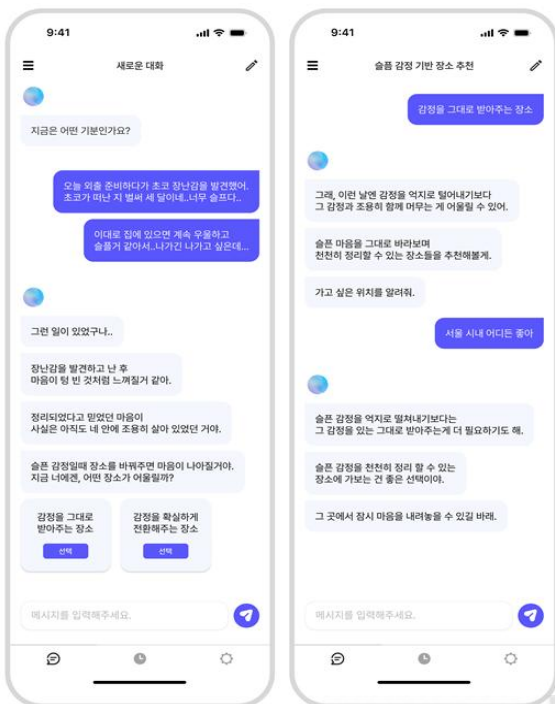 9:41
새로운 대화
지금은 어떤 기분인가요?
오늘 외출 준비하다가 초코 장난감을 발견했어.
초코가 떠난 지 벌써 세 달이네..너무 슬프다..
이대로 집에 있으면 계속 우울하고
슬플거 같아서..나가긴 나가고 싶은데...
그런 일이 있었구나..
장난감을 발견하고 난 후
마음이 텅 빈 것처럼 느껴질거 같아.
정리되었다고 믿었던 마음이
사실은 아직도 네 안에 조용히 살아 있었던 거야.
슬픈 감정일때 장소를 바꿔주면 마음이 나아질거야.
지금 너에겐, 어떤 장소가 어울릴까?
감정을 그대로
받아주는 장소
선택
감정을 확실하게
전환해주는 장소
선택
메시지를 입력해주세요.
9:41
슬픔 감정 기반 장소 추천
감정을 그대로 받아주는 장소
그래, 이런 날엔 감정을 억지로 털어내기보다
그 감정과 조용히 함께 머무는 게 어울릴 수 있어.
슬픈 마음을 그대로 바라보며
천천히 정리할 수 있는 장소들을 추천해볼게.
가고 싶은 위치를 알려줘.
서울 시내 어디든 좋아
슬픈 감정을 억지로 떨쳐내기보다는
그 감정을 있는 그대로 받아주는게 더 필요하기도 해.
슬픈 감정을 천천히 정리 할 수 있는
장소에 가보는 건 좋은 선택이야.
그 곳에서 잠시 마음을 내려놓을 수 있길 바래.
메시지를 입력해주세요.